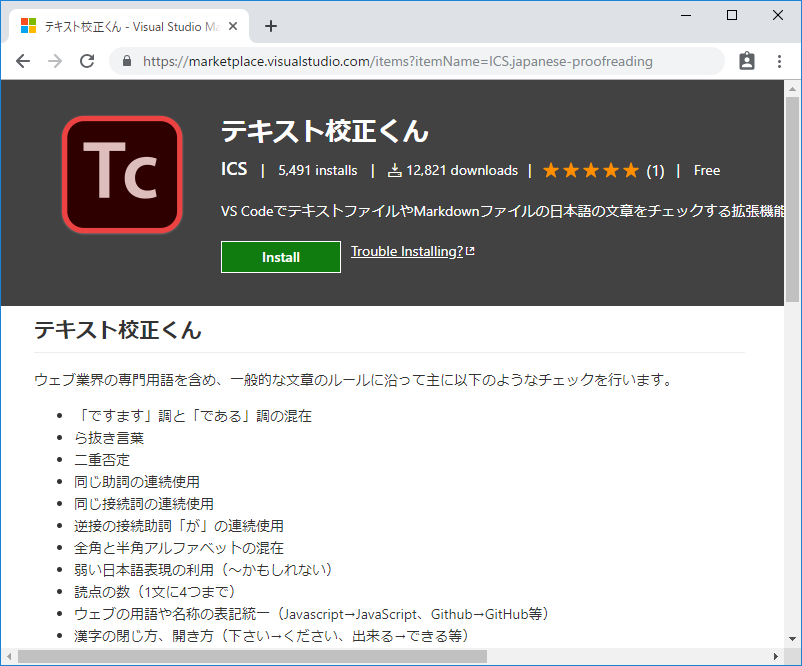 テキスト校正くん - Visual Studio Ma
https://marketplace.visualstudio.com/items?itemName=ICS.japanese-proofreading
Tc
テキスト校正くん
ICS | 5,491 installs | 12,821 downloads | (1) | Free
VS CodeでテキストファイルやMarkdownファイルの日本語の文章をチェックする拡張機能
Install Trouble Installing?
テキスト校正くん
ウェブ業界の専門用語を含め、一般的な文章のルールに沿って主に以下のようなチェックを行います。
• 「ですます」調と「である」調の混在
• ら抜き言葉
• 二重否定
• 同じ助詞の連続使用
• 同じ接続詞の連続使用
• 逆接の接続助詞「が」の連続使用
• 全角と半角アルファベットの混在
• 弱い日本語表現の利用（～かもしれない）
• 読点の数（1文に4つまで）
• ウェブの用語や名称の表記統一（Javascript→JavaScript、Github→GitHub等）
• 漢字の閉じ方、開き方（下さい→ください、出来る→できる等）